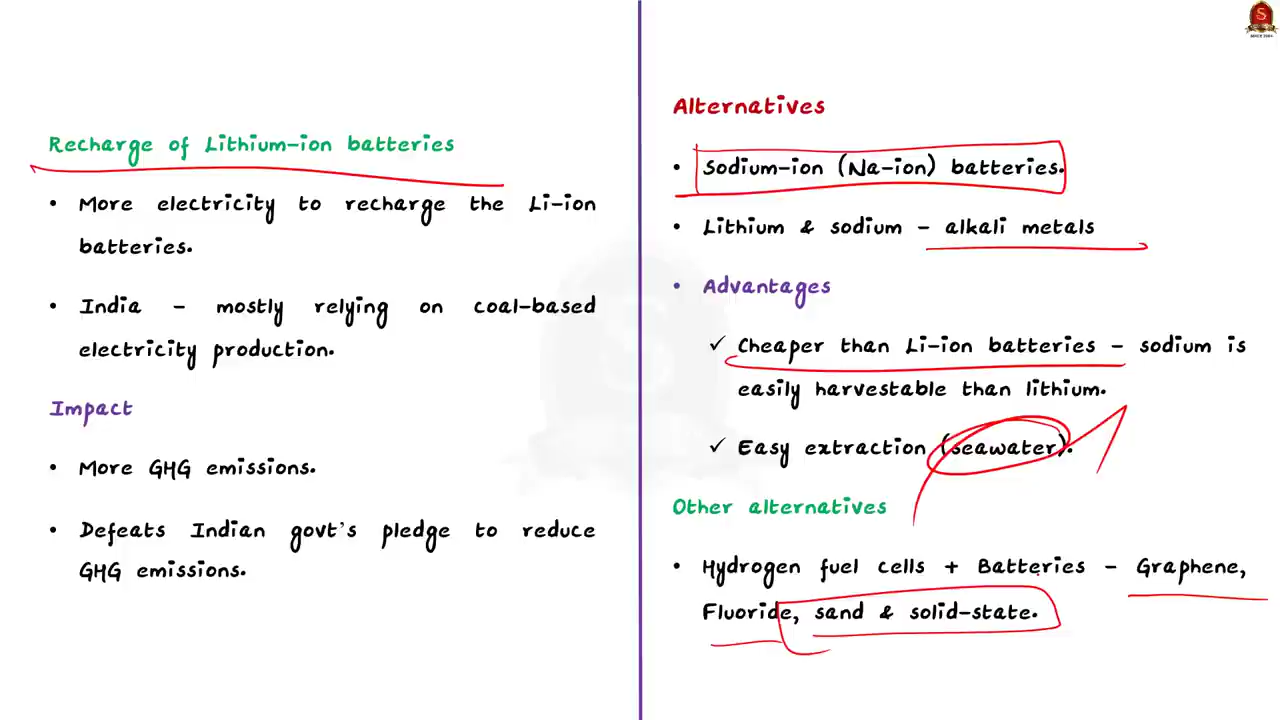 Recharge of Lithium-ion batteries
• More electricity to recharge the Li-ion
batteries.
• India - mostly relying on coal-based
electricity production.
Impact
• More GHG emissions.
• Defeats Indian govt's pledge to reduce
GHG emissions.
Alternatives
• Sodium-ion (Na-ion) batteries.
• Lithium & sodium - alkali metals
• Advantages
✓ Cheaper than Li-ion batteries - sodium is
easily harvestable than lithium.
✓ Easy extraction (seawater).
Other alternatives
• Hydrogen fuel cells + Batteries - Graphene,
Fluoride, sand & solid-state.